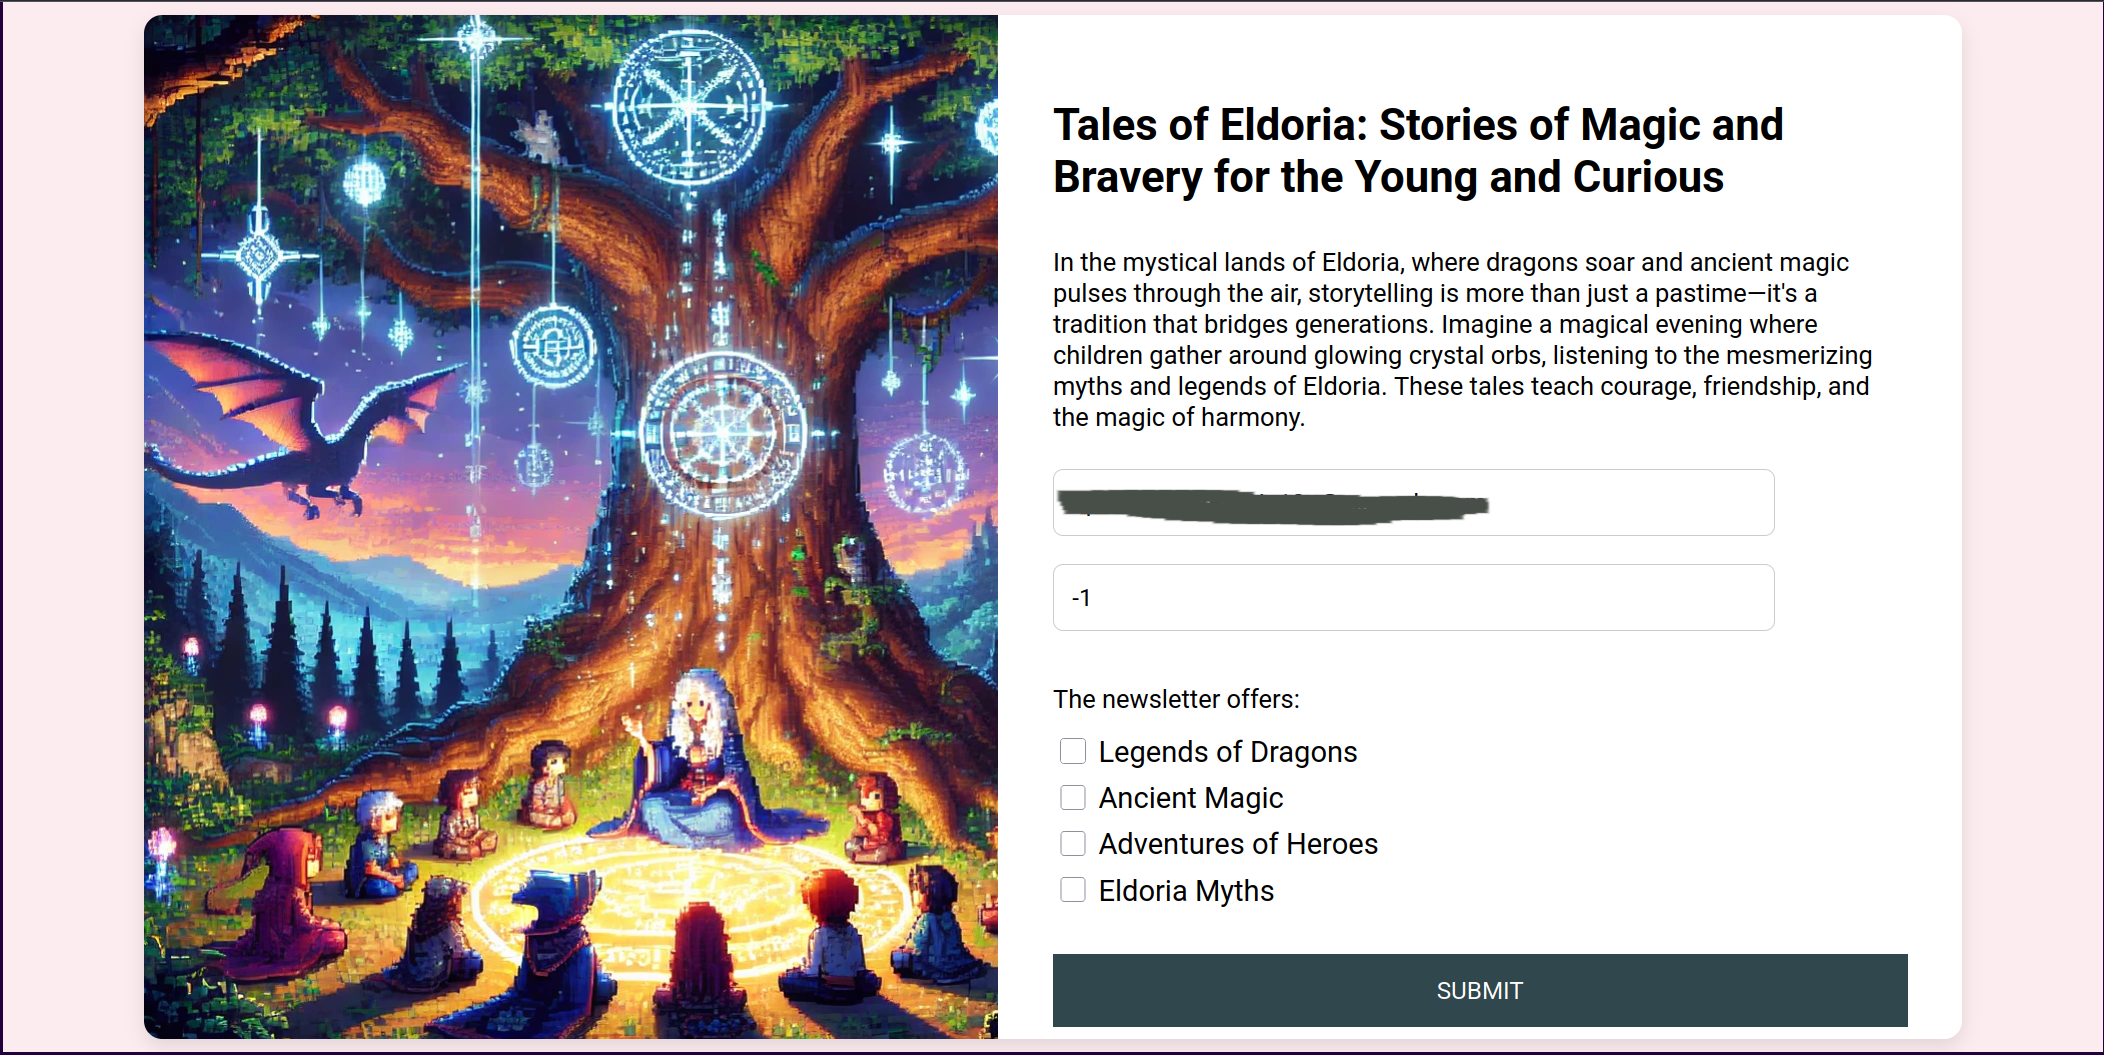 Tales of Eldoria: Stories of Magic and
Bravery for the Young and Curious
In the mystical lands of Eldoria, where dragons soar and ancient magic
pulses through the air, storytelling is more than just a pastime—it's a
tradition that bridges generations. Imagine a magical evening where
children gather around glowing crystal orbs, listening to the mesmerizing
myths and legends of Eldoria. These tales teach courage, friendship, and
the magic of harmony.
-1
The newsletter offers:
Legends of Dragons
Ancient Magic
Adventures of Heroes
Eldoria Myths
SUBMIT